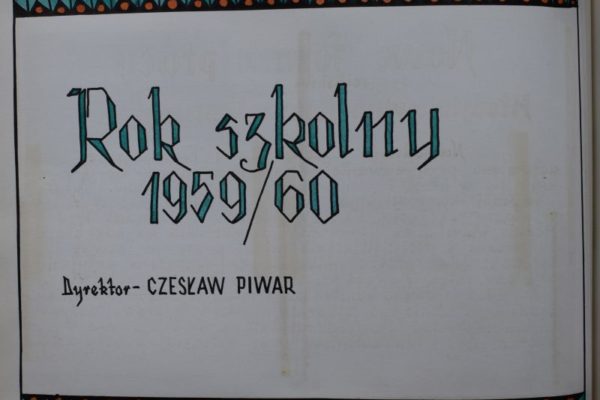 Rok szkolny
1959/60
Dyrektor - CZESŁAW PIWAR